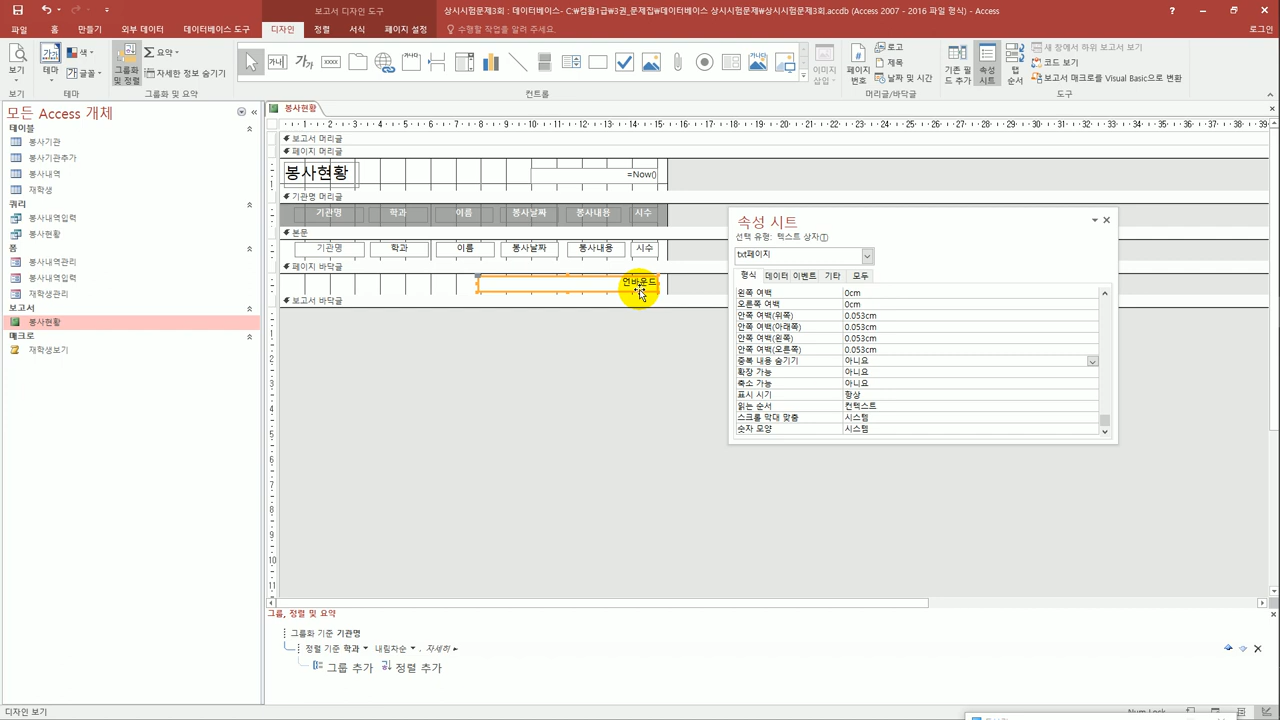 보고서 디자인 도구
상시시험문제3회 : 데이터베이스- C:₩컴활1급₩3권_문제집₩데이터베이스 상시시험문제₩상시시험문제3회.accdb (Access 2007 - 2016 파일 형식) - Access
파일 홈 만들기 외부 데이터 데이터베이스 도구 디자인 정렬 서식 페이지 설정 수행할 작업을 알려 주세요. 로그인
보기 테마 색 글꼴 그룹화 및 정렬 요약 자세한 정보 숨기기 가나 가가 xxxx 이미지 삽입 페이지 번호 로고 제목 날짜 및 시간 기존 필드 추가 속성 시트 탭 순서 새 창에서 하위 보고서 보기 코드 보기 보고서 매크로를 Visual Basic으로 변환
보기 테마 그룹화 및 요약 컨트롤 머리글/바닥글 도구
모든 Access 개체
테이블
봉사기관
봉사기관추가
봉사내역
재학생
쿼리
봉사내역입력
봉사현황
폼
봉사내역관리
봉사내역입력
재학생관리
보고서
봉사현황
매크로
재학생보기
봉사현황
보고서 머리글
페이지 머리글
봉사현황 =Now()
기관명 머리글
기관명 학과 이름 봉사날짜 봉사내용 시수
본문
기관명 학과 이름 봉사날짜 봉사내용 시수
페이지 바닥글
언바운드
보고서 바닥글
속성 시트
선택 유형: 텍스트 상자(T)
txt페이지
형식 데이터 이벤트 기타 모두
왼쪽 여백 0cm
오른쪽 여백 0cm
안쪽 여백(위쪽) 0.053cm
안쪽 여백(아래쪽) 0.053cm
안쪽 여백(왼쪽) 0.053cm
안쪽 여백(오른쪽) 0.053cm
중복 내용 숨기기 아니요
확장 가능 아니요
축소 가능 아니요
표시 시기 항상
읽는 순서 컨텍스트
스크롤 막대 맞춤 시스템
숫자 모양 시스템
그룹, 정렬 및 요약
그룹화 기준 기관명
정렬 기준 학과 내림차순 , 자세히
그룹 추가 정렬 추가
디자인 보기 Num Lock